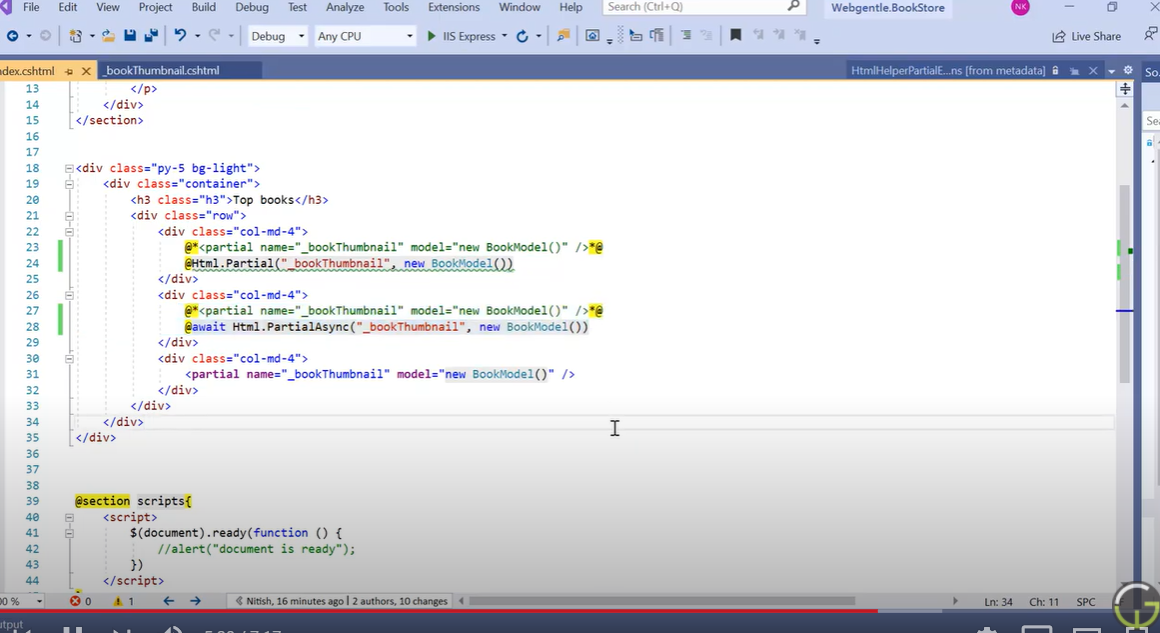 File Edit View Project Build Debug Test Analyze Tools Extensions Window Help Search (Ctrl+Q) Webgentle.BookStore NK
Debug Any CPU IIS Express Live Share
ndex.cshtml _bookThumbnail.cshtml HtmlHelperPartialE...ns [from metadata] So.
13 </p>
14 </div>
15 </section>
16
17
18 <div class="py-5 bg-light">
19 <div class="container">
20 <h3 class="h3">Top books</h3>
21 <div class="row">
22 <div class="col-md-4">
23 @*<partial name="_bookThumbnail" model="new BookModel()" />*@
24 @Html.Partial("_bookThumbnail", new BookModel())
25 </div>
26 <div class="col-md-4">
27 @*<partial name="_bookThumbnail" model="new BookModel()" />*@
28 @await Html.PartialAsync("_bookThumbnail", new BookModel())
29 </div>
30 <div class="col-md-4">
31 <partial name="_bookThumbnail" model="new BookModel()" />
32 </div>
33 </div>
34 </div>
35 </div>
36
37
38
39 @section scripts{
40 <script>
41 $(document).ready(function () {
42 //alert("document is ready");
43 })
44 </script>
00 % 0 1 Nitish, 16 minutes ago | 2 authors, 10 changes Ln: 34 Ch: 11 SPC